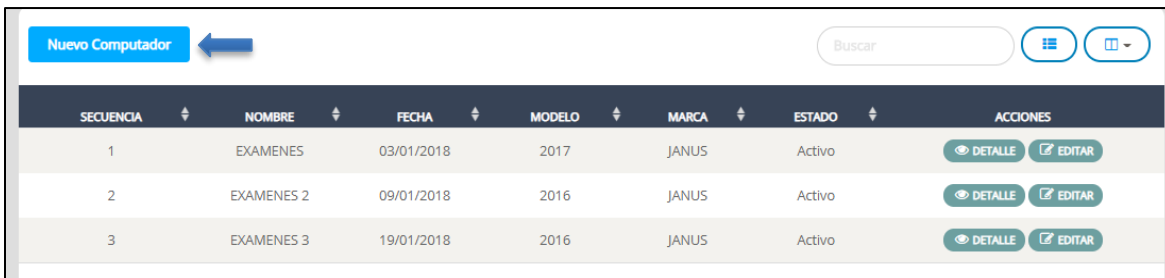 Nuevo Computador Buscar
SECUENCIA NOMBRE FECHA MODELO MARCA ESTADO ACCIONES
1 EXAMENES 03/01/2018 2017 JANUS Activo DETALLE EDITAR
2 EXAMENES 2 09/01/2018 2016 JANUS Activo DETALLE EDITAR
3 EXAMENES 3 19/01/2018 2016 JANUS Activo DETALLE EDITAR